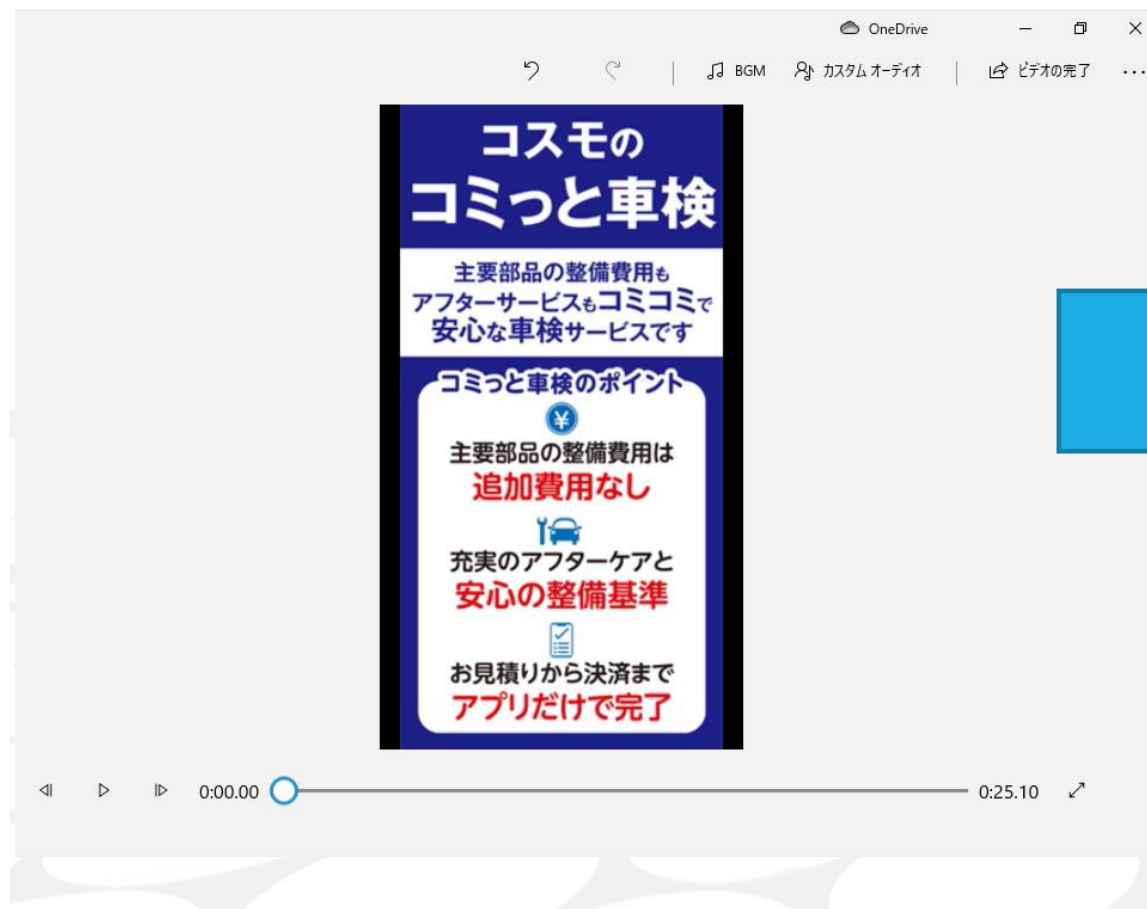 OneDrive
BGM
カスタム オーディオ
ビデオの完了
コスモの
コミっと車検
主要部品の整備費用も
アフターサービスもコミコミで
安心な車検サービスです
コミっと車検のポイント
¥
主要部品の整備費用は
追加費用なし
充実のアフターケアと
安心の整備基準
お見積りから決済まで
アプリだけで完了
0:00.00
0:25.10